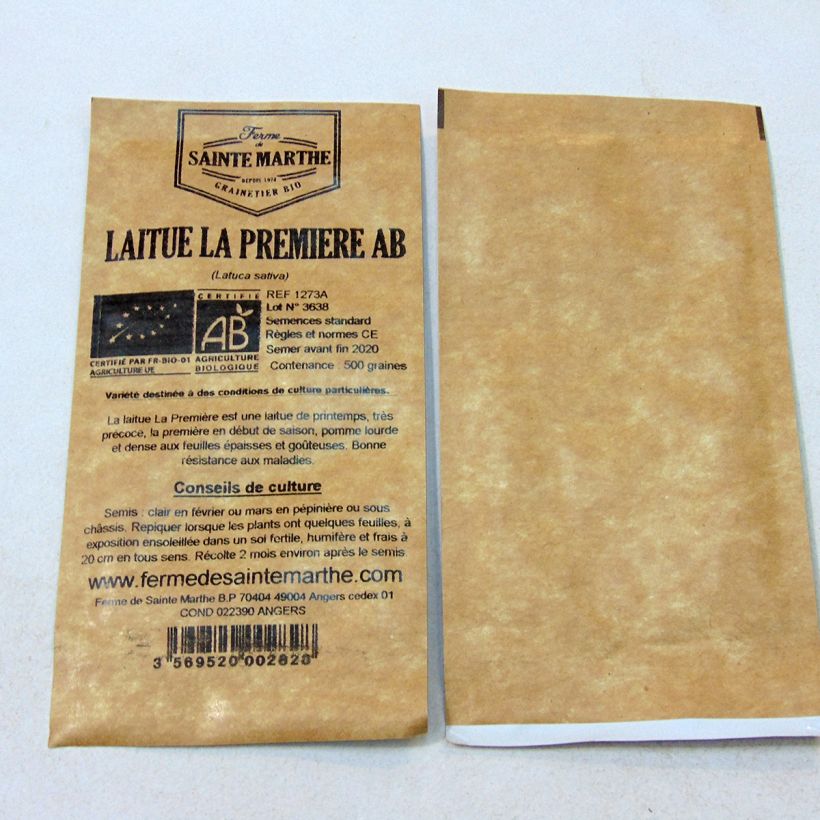 Ferme
de
SAINTE MARTHE
DEPUIS 1974
GRAINETIER BIO
LAITUE LA PREMIERE AB
(Latuca sativa)
CERTIFIÉ
AB
AGRICULTURE
BIOLOGIQUE
CERTIFIÉ PAR FR-BIO-01
AGRICULTURE UE
REF 1273A
Lot N° 3638
Semences standard
Règles et normes CE
Semer avant fin 2020
Contenance : 500 graines
Variété destinée à des conditions de culture particulières.
La laitue La Première est une laitue de printemps, très
précoce, la première en début de saison, pomme lourde
et dense aux feuilles épaisses et goûteuses. Bonne
résistance aux maladies.
Conseils de culture
Semis : clair en février ou mars en pépinière ou sous
châssis. Repiquer lorsque les plants ont quelques feuilles, à
exposition ensoleillée dans un sol fertile, humifère et frais à
20 cm en tous sens. Récolte 2 mois environ après le semis.
www.fermedesaintemarthe.com
Ferme de Sainte Marthe B.P 70404 49004 Angers cedex 01
COND 022390 ANGERS
3 569520 002828